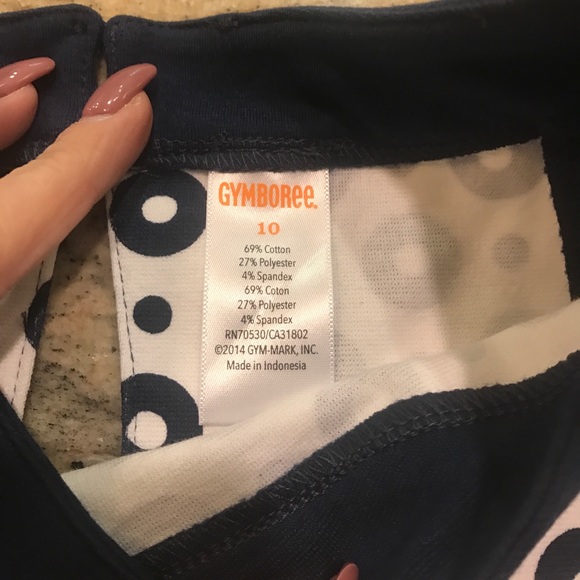 GYMBOREE.
10
69% Cotton
27% Polyester
4% Spandex
69% Coton
27% Polyester
4% Spandex
RN70530/CA31802
©2014 GYM-MARK, INC.
Made in Indonesia